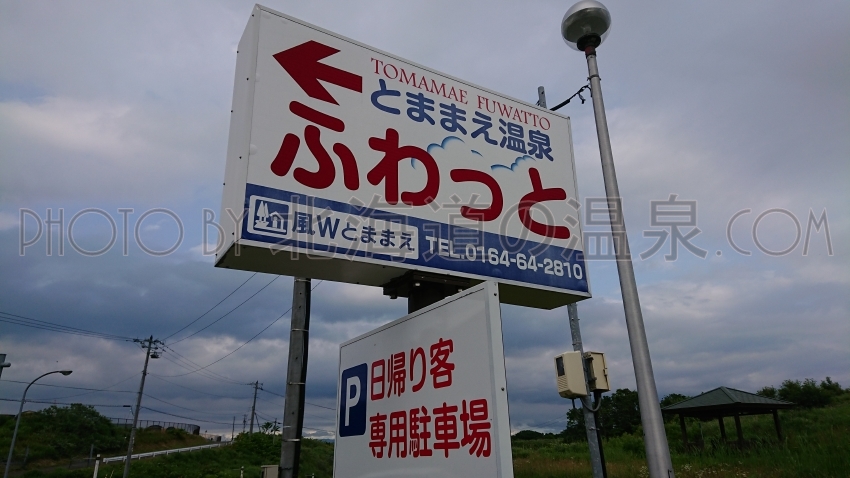 TOMAMAE FUWATTO
とままえ温泉
ふわっと
風Wとままえ TEL.0164-64-2810
P
日帰り客
専用駐車場
PHOTO BY 北海道の温泉.COM